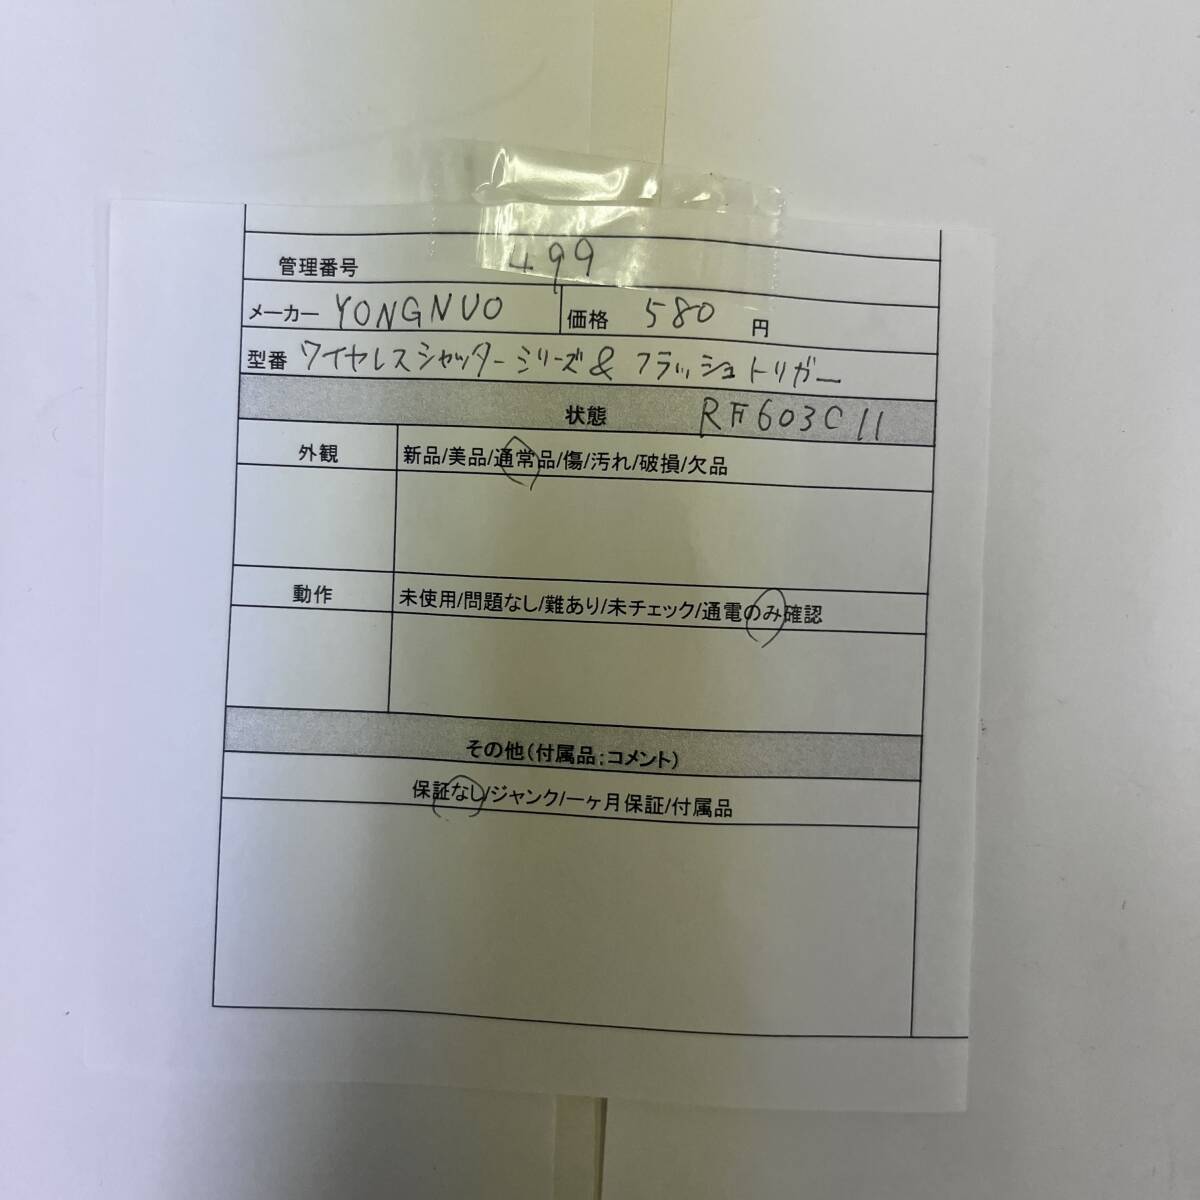 管理番号 499
メーカー YONGNUO 価格 580 円
型番 ワイヤレスシャッターシリーズ& フラッシュトリガー
状態 RF603C II
外観 新品/美品/通常品/傷/汚れ/破損/欠品
動作 未使用/問題なし/難あり/未チェック/通電のみ確認
その他(付属品:コメント)
保証なし/ジャンク/一ヶ月保証/付属品